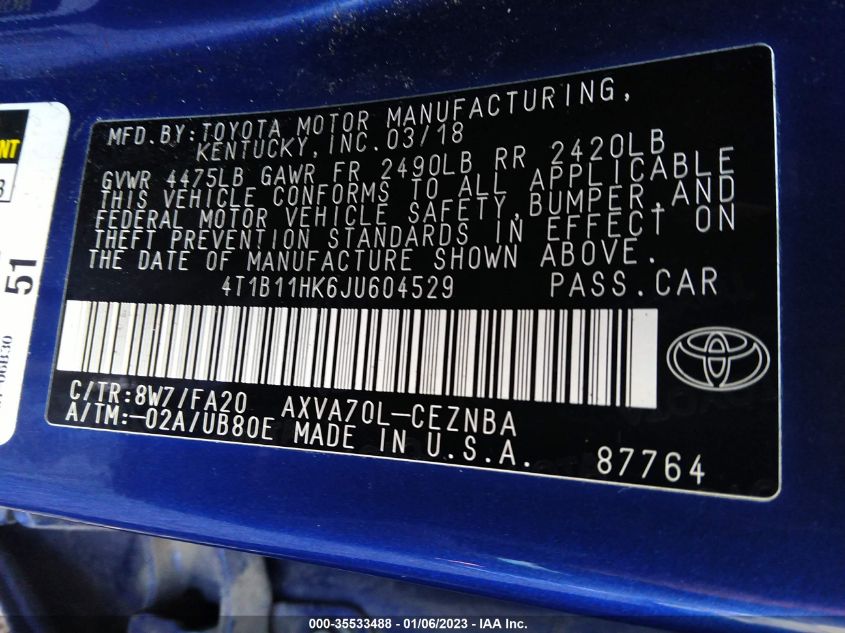 MFD.BY:TOYOTA MOTOR MANUFACTURING,
KENTUCKY,INC.03/18
GVWR 4475LB GAWR FR 2490LB RR 2420LB
THIS VEHICLE CONFORMS TO ALL APPLICABLE
FEDERAL MOTOR VEHICLE SAFETY,BUMPER,AND
THEFT PREVENTION STANDARDS IN EFFECT ON
THE DATE OF MANUFACTURE SHOWN ABOVE.
4T1B11HK6JU604529 PASS.CAR
C/TR:8W7/FA20 AXVA70L-CEZNBA
A/TM:-02A/UB80E MADE IN U.S.A.
87764
51
000-35533488 - 01/06/2023 - IAA Inc.